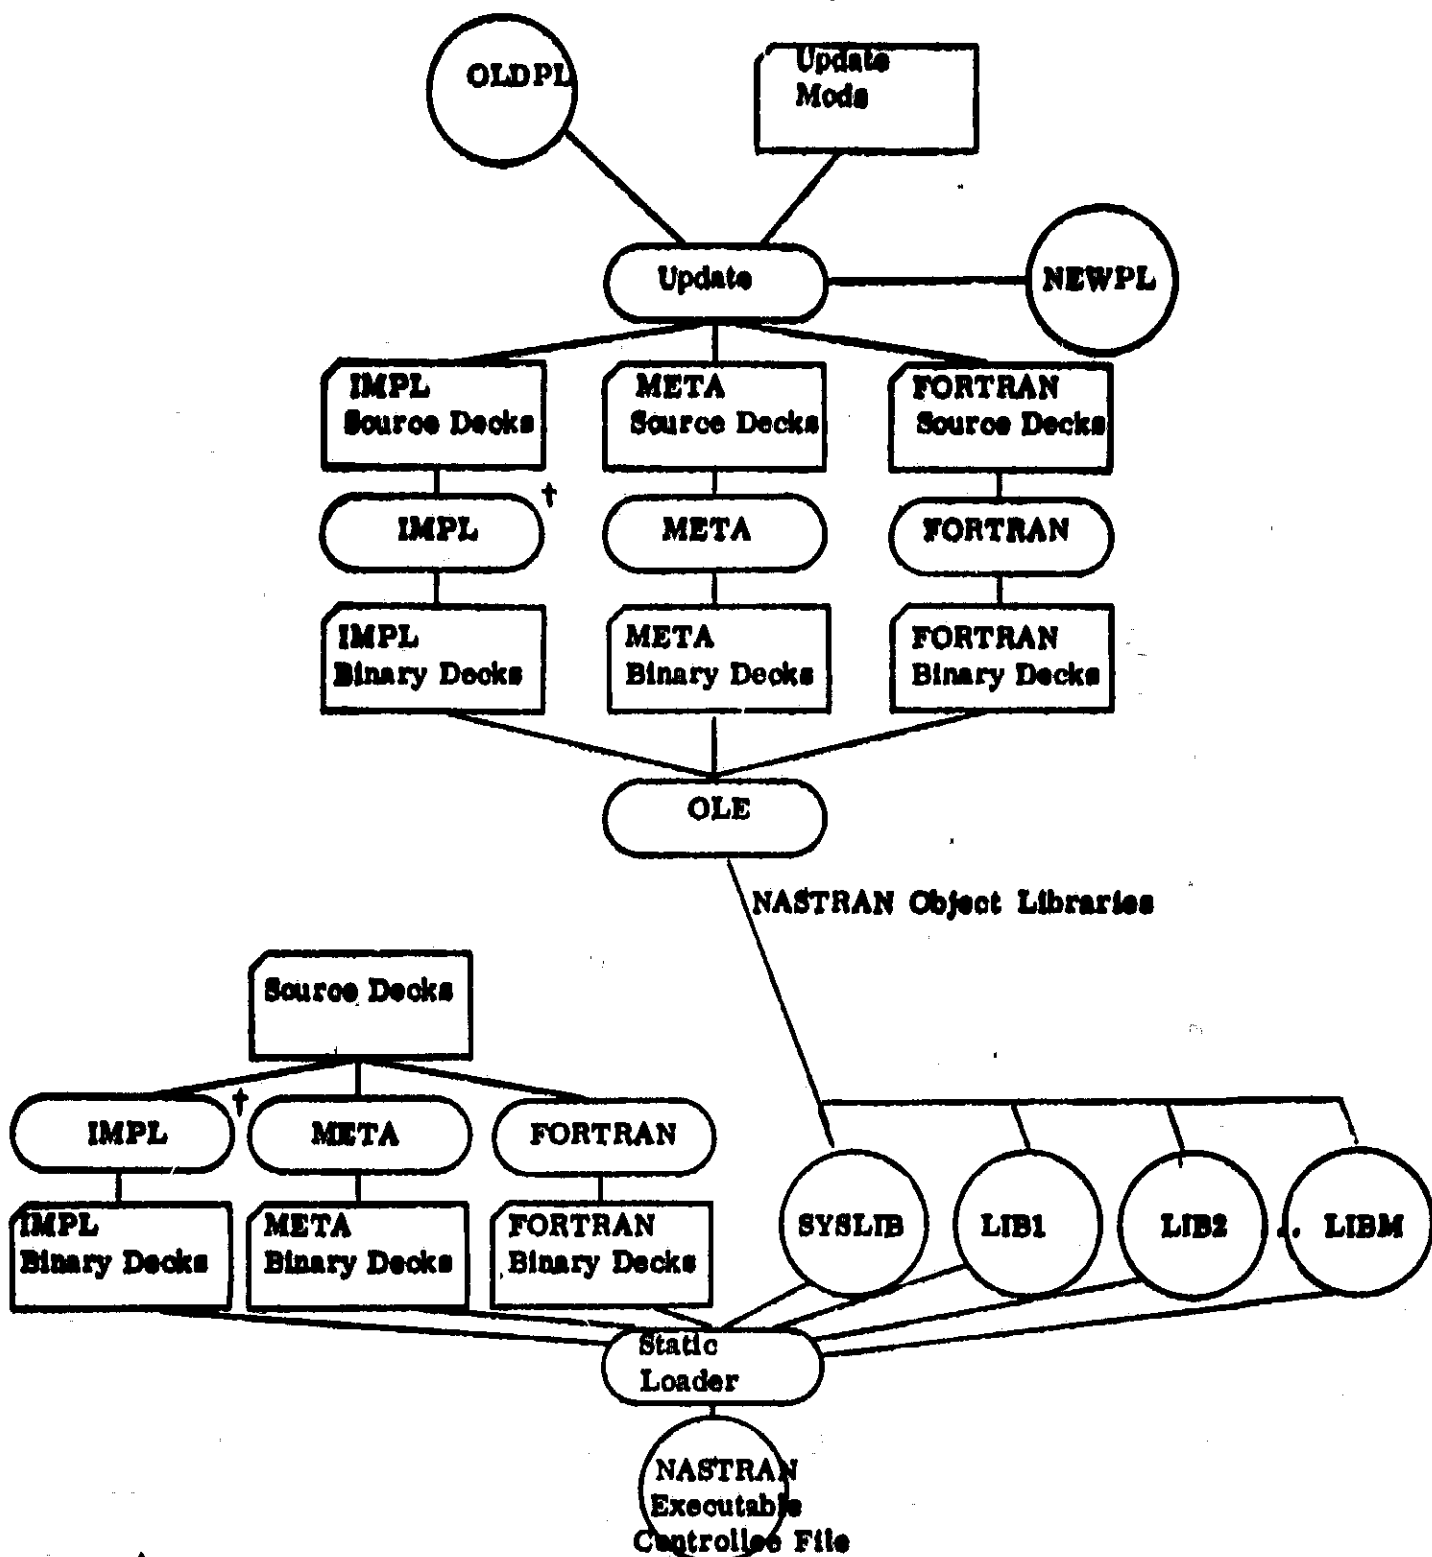 OLDPL
Update
Mods
Update
NEWPL
IMPL
Source Decks
META
Source Decks
FORTRAN
Source Decks
†
IMPL
META
FORTRAN
IMPL
Binary Decks
META
Binary Decks
FORTRAN
Binary Decks
OLE
NASTRAN Object Libraries
Source Decks
†
IMPL
META
FORTRAN
IMPL
Binary Decks
META
Binary Decks
FORTRAN
Binary Decks
SYSLIB
LIB1
LIB2
..
LIBM
Static
Loader
NASTRAN
Executable
Controllee File